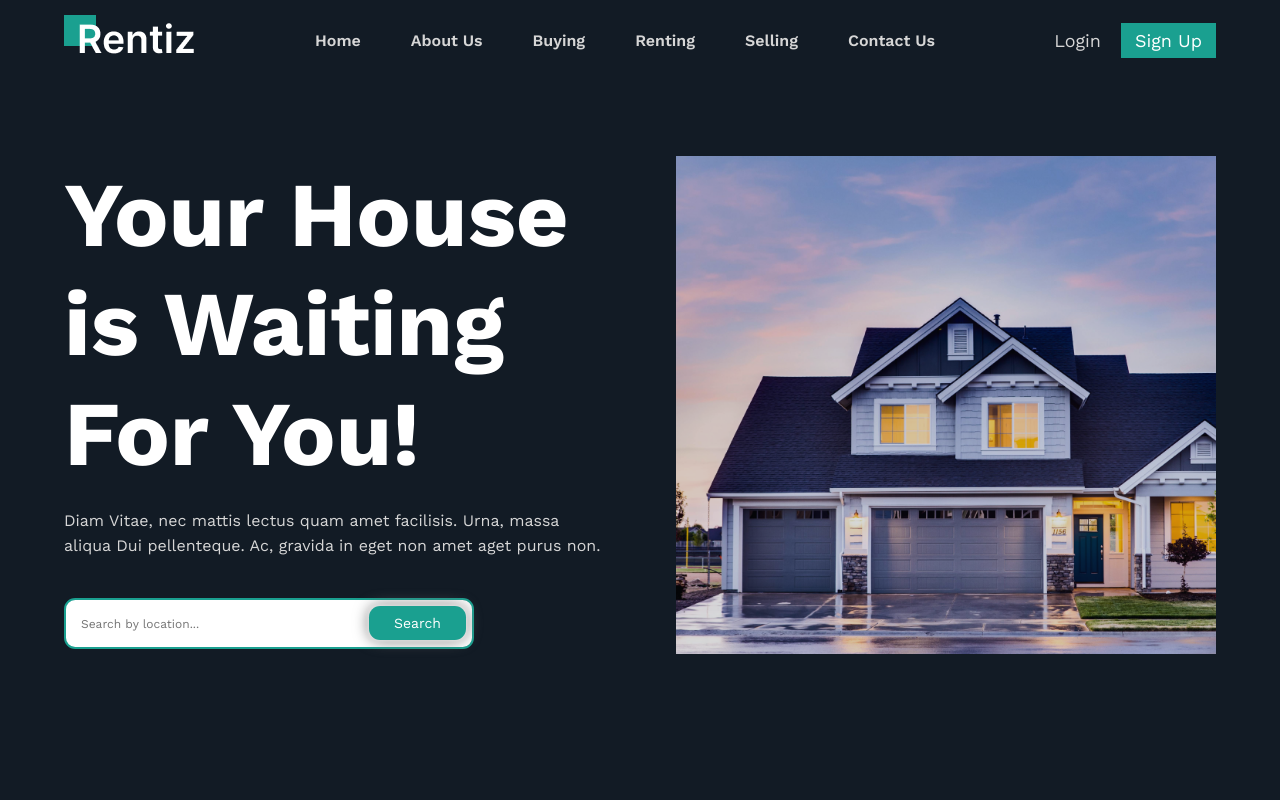 Rentiz
Home About Us Buying Renting Selling Contact Us
Login Sign Up
Your House
is Waiting
For You!
Diam Vitae, nec mattis lectus quam amet facilisis. Urna, massa
aliqua Dui pellenteque. Ac, gravida in eget non amet aget purus non.
Search by location...
Search